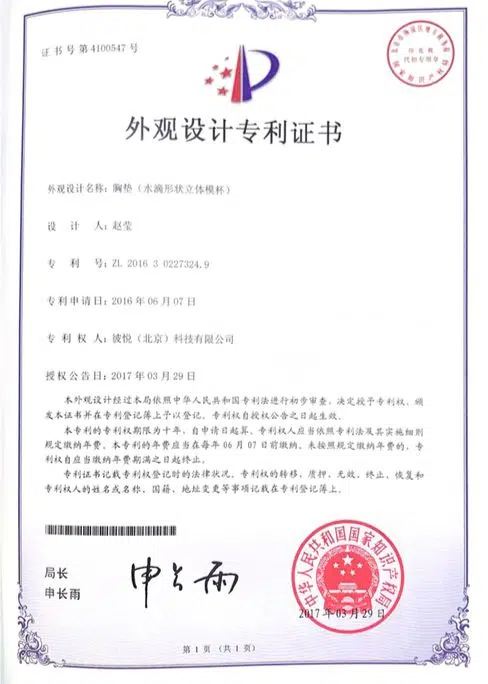 证书号第4100547号
外观设计专利证书
外观设计名称：胸垫（水滴形状立体模杯）
设计人：赵莹
专利号：ZL 2016 3 0227324.9
专利申请日：2016年06月07日
专利权人：彼悦（北京）科技有限公司
授权公告日：2017年03月29日
本外观设计经过本局依照中华人民共和国专利法进行初步审查，决定授予专利权，颁
发本证书并在专利登记簿上予以登记。专利权自授权公告之日起生效。
本专利的专利权期限为十年，自申请日起算。专利权人应当依照专利法及其实施细则
规定缴纳年费。本专利的年费应当在每年06月07日前缴纳。未按照规定缴纳年费的，专
利权自应当缴纳年费期满之日起终止。
专利证书记载专利权登记时的法律状况。专利权的转移、质押、无效、终止、恢复和
专利权人的姓名或名称、国籍、地址变更等事项记载在专利登记簿上。
局长
申长雨
申长雨
中华人民共和国国家知识产权局
2017年03月29日
第1页（共1页）